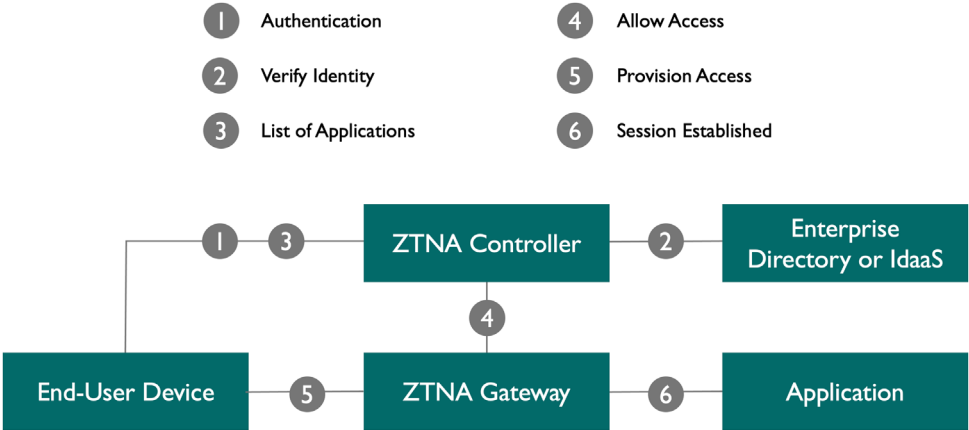 1 Authentication
4 Allow Access
2 Verify Identity
5 Provision Access
3 List of Applications
6 Session Established
1 3
ZTNA Controller
2
Enterprise
Directory or IdaaS
4
End-User Device
5
ZTNA Gateway
6
Application